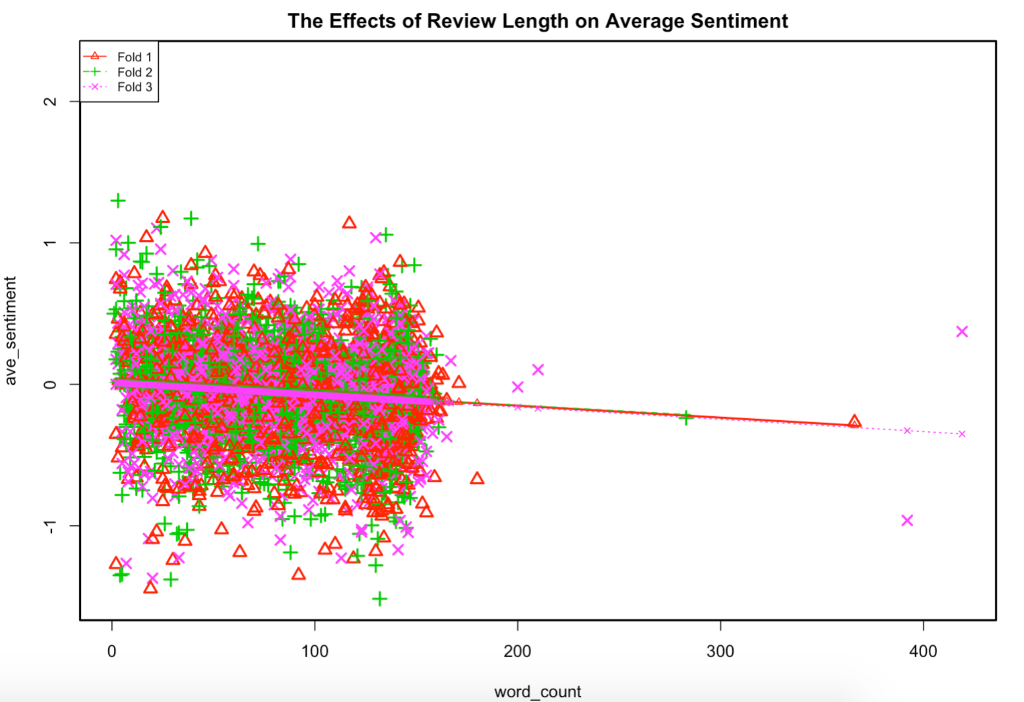 The Effects of Review Length on Average Sentiment
Fold 1
Fold 2
Fold 3
ave_sentiment
2
1
0
-1
0 100 200 300 400
word_count